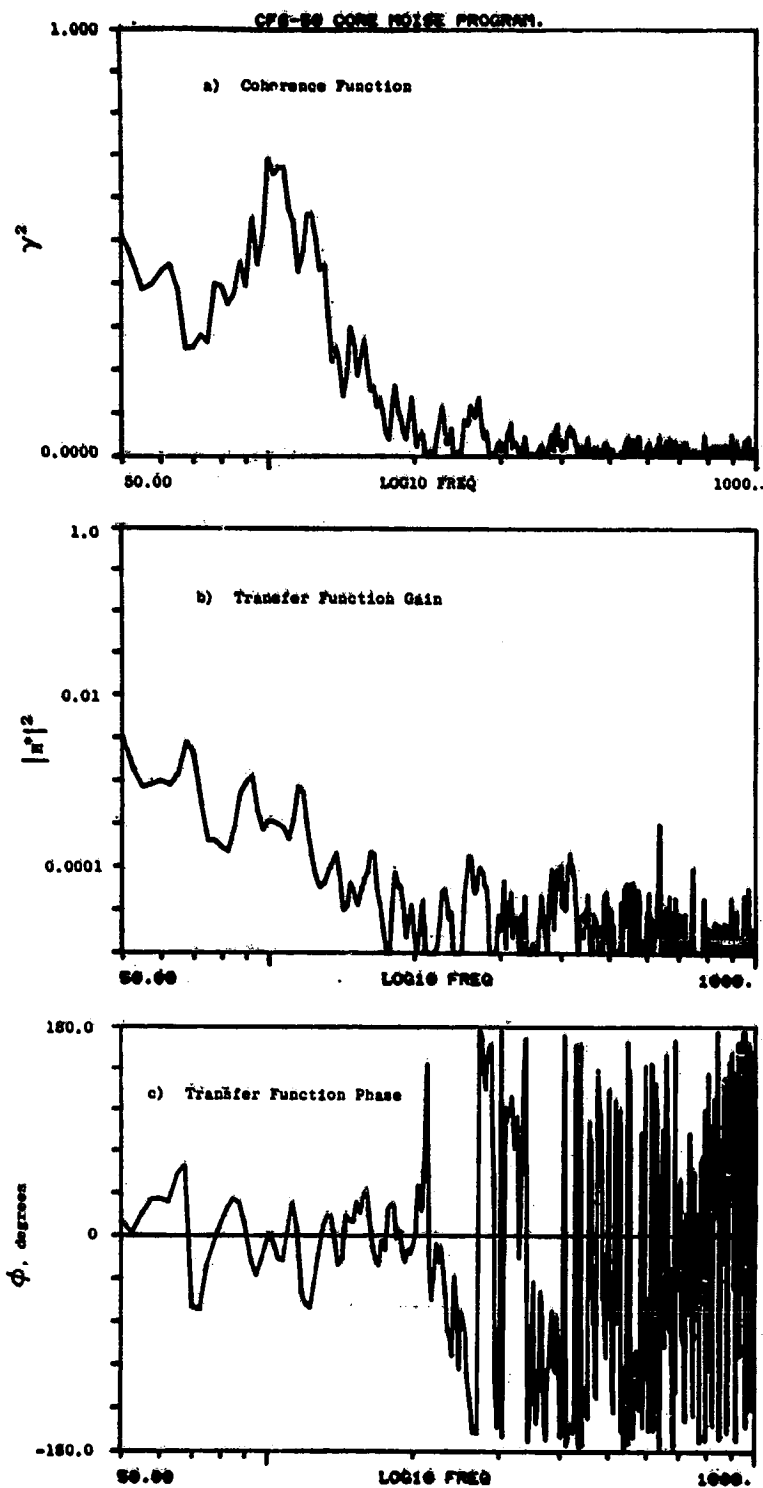 CF6-50 CORE NOISE PROGRAM.
1.000
a) Coherence Function
γ²
0.0000
50.00
LOG10 FREQ
1000.
1.0
b) Transfer Function Gain
0.01
|H*|²
0.0001
50.00
LOG10 FREQ
1000.
180.0
c) Transfer Function Phase
0
φ, degrees
-180.0
50.00
LOG10 FREQ
1000.